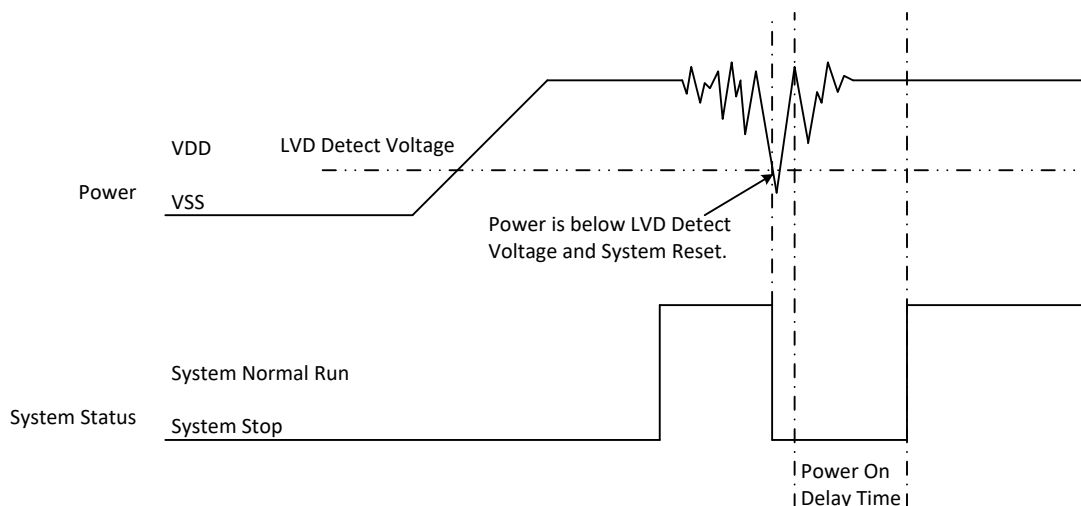 VDD
LVD Detect Voltage
Power
VSS
Power is below LVD Detect
Voltage and System Reset.
System Normal Run
System Status
System Stop
Power On
Delay Time